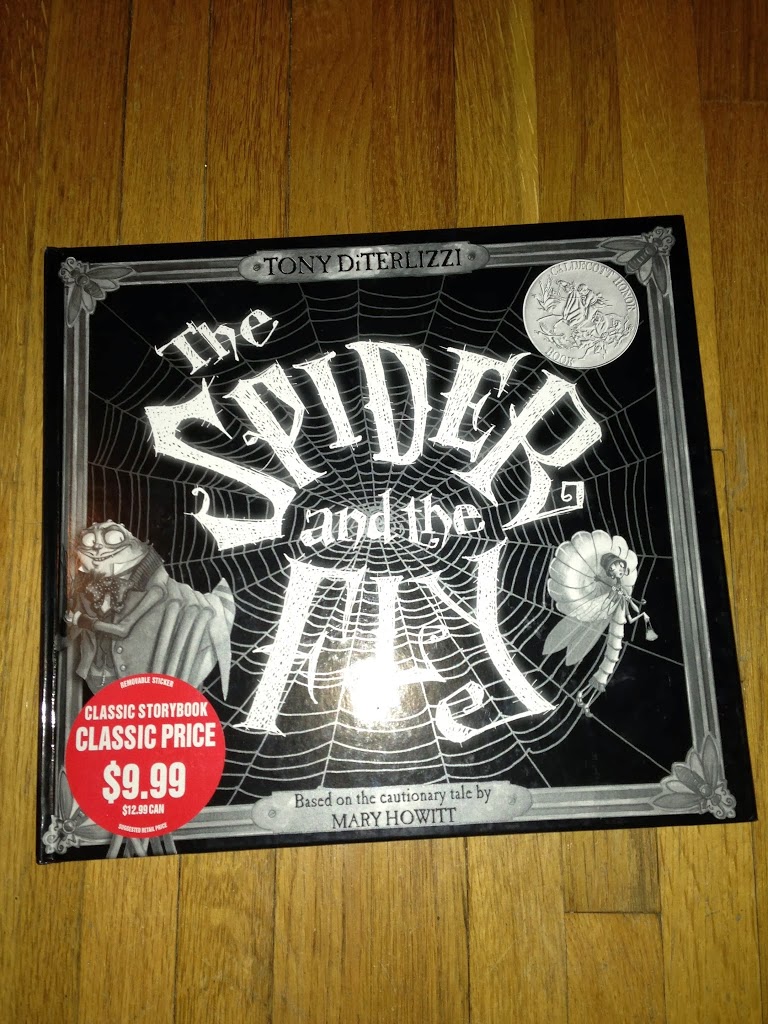 TONY DiTERLIZZI
CALDECOTT HONOR
BOOK
The
SPIDER
and the
FLY
REMOVABLE STICKER
CLASSIC STORYBOOK
CLASSIC PRICE
$9.99
$12.99 CAN
SUGGESTED RETAIL PRICE
Based on the cautionary tale by
MARY HOWITT